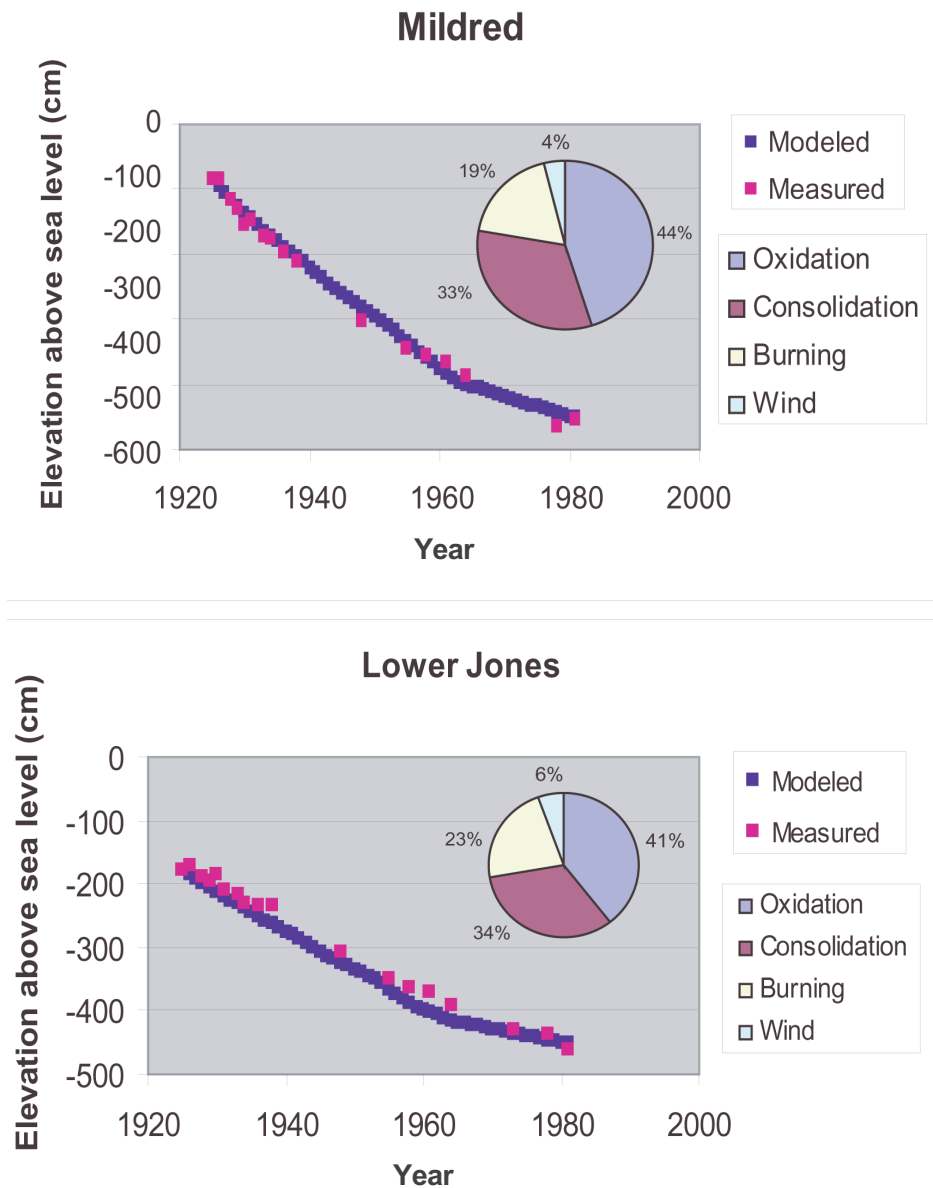 Mildred
Elevation above sea level (cm)
0
-100
-200
-300
-400
-500
-600
1920 1940 1960 1980 2000
Year
4%
19%
44%
33%
Modeled
Measured
Oxidation
Consolidation
Burning
Wind
Lower Jones
Elevation above sea level (cm)
0
-100
-200
-300
-400
-500
1920 1940 1960 1980 2000
Year
6%
23%
41%
34%
Modeled
Measured
Oxidation
Consolidation
Burning
Wind